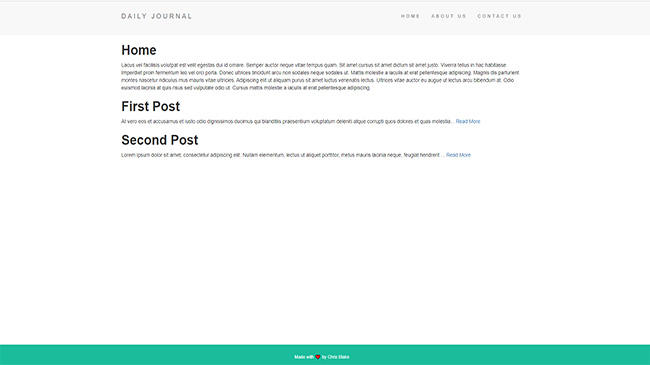 DAILY JOURNAL
HOME ABOUT US CONTACT US
Home
Lacus vel facilisis volutpat est velit egestas dui id ornare. Semper auctor neque vitae tempus quam. Sit amet cursus sit amet dictum sit amet justo. Viverra tellus in hac habitasse.
Imperdiet proin fermentum leo vel orci porta. Donec ultrices tincidunt arcu non sodales neque sodales ut. Mattis molestie a iaculis at erat pellentesque adipiscing. Magnis dis parturient
montes nascetur ridiculus mus mauris vitae ultricies. Adipiscing elit ut aliquam purus sit amet luctus venenatis lectus. Ultrices vitae auctor eu augue ut lectus arcu bibendum at. Odio
euismod lacinia at quis risus sed vulputate odio ut. Cursus mattis molestie a iaculis at erat pellentesque adipiscing.
First Post
At vero eos et accusamus et iusto odio dignissimos ducimus qui blanditiis praesentium voluptatum deleniti atque corrupti quos dolores et quas molestia... Read More
Second Post
Lorem ipsum dolor sit amet, consectetur adipiscing elit. Nullam elementum, lectus ut aliquet porttitor, metus mauris lacinia neque, feugiat hendrerit ... Read More
Made with ❤ by Chris Blake